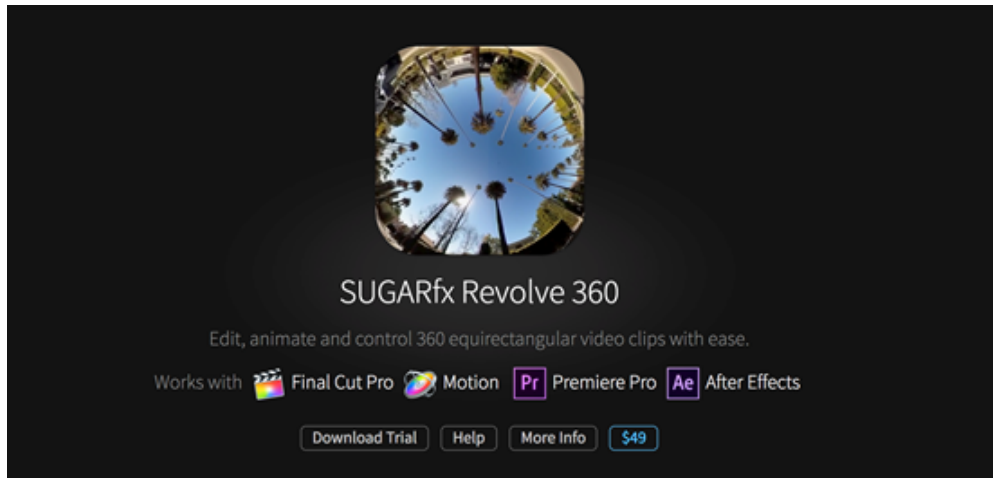 SUGARfx Revolve 360
Edit, animate and control 360 equirectangular video clips with ease.
Works with Final Cut Pro Motion Pr Premiere Pro Ae After Effects
Download Trial Help More Info $49